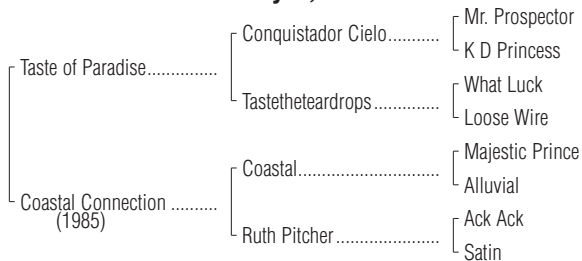 Mr. Prospector
Conquistador Cielo...........
K D Princess
Taste of Paradise...............
What Luck
Tastetheteardrops..............
Loose Wire
Majestic Prince
Coastal..............................
Alluvial
Coastal Connection ..........
(1985)
Ack Ack
Ruth Pitcher......................
Satin